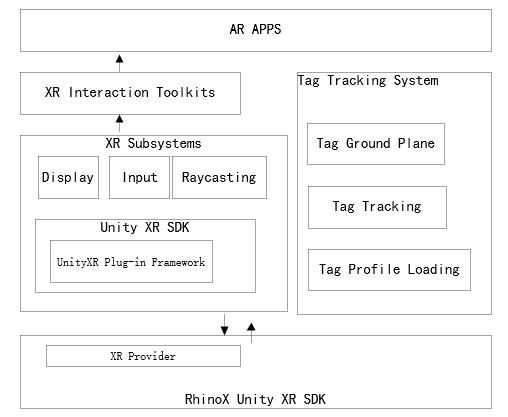 AR APPS
XR Interaction Toolkits
Tag Tracking System
XR Subsystems
Tag Ground Plane
Display
Input
Raycasting
Tag Tracking
Unity XR SDK
UnityXR Plug-in Framework
Tag Profile Loading
XR Provider
RhinoX Unity XR SDK